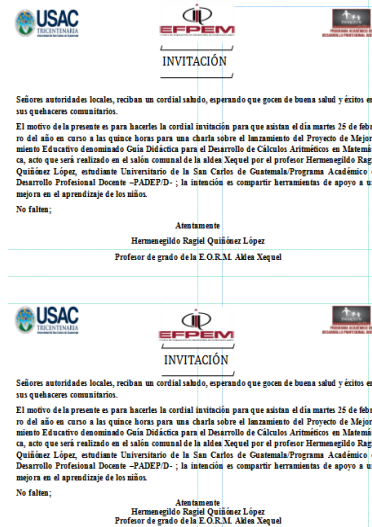 USAC
TRICENTENARIA
EFPEM
INVITACIÓN
Señores autoridades locales, reciban un cordial saludo, esperando que gocen de buena salud y éxitos en
sus quehaceres comunitarios.
El motivo de la presente es para hacerles la cordial invitación para que asistan el día martes 25 de febre
ro del año en curso a las quince horas para una charla sobre el lanzamiento del Proyecto de Mejor
miento Educativo denominado Guía Didáctica para el Desarrollo de Cálculos Aritméticos en Matemá
ca, acto que será realizado en el salón comunal de la aldea Xequel por el profesor Hermenegildo Rag
Quiñónez López, estudiante Universitario de la San Carlos de Guatemala/Programa Académico
Desarrollo Profesional Docente –PADEP/D- ; la intención es compartir herramientas de apoyo a u
mejora en el aprendizaje de los niños.
No falten;
Atentamente
Hermenegildo Ragiel Quiñónez López
Profesor de grado de la E.O.R.M. Aldea Xequel
USAC
TRICENTENARIA
EFPEM
INVITACIÓN
Señores autoridades locales, reciban un cordial saludo, esperando que gocen de buena salud y éxitos en
sus quehaceres comunitarios.
El motivo de la presente es para hacerles la cordial invitación para que asistan el día martes 25 de febre
ro del año en curso a las quince horas para una charla sobre el lanzamiento del Proyecto de Mejor
miento Educativo denominado Guía Didáctica para el Desarrollo de Cálculos Aritméticos en Matemá
ca, acto que será realizado en el salón comunal de la aldea Xequel por el profesor Hermenegildo Rag
Quiñónez López, estudiante Universitario de la San Carlos de Guatemala/Programa Académico
Desarrollo Profesional Docente –PADEP/D- ; la intención es compartir herramientas de apoyo a u
mejora en el aprendizaje de los niños.
No falten;
Atentamente
Hermenegildo Ragiel Quiñónez López
Profesor de grado de la E.O.R.M. Aldea Xequel